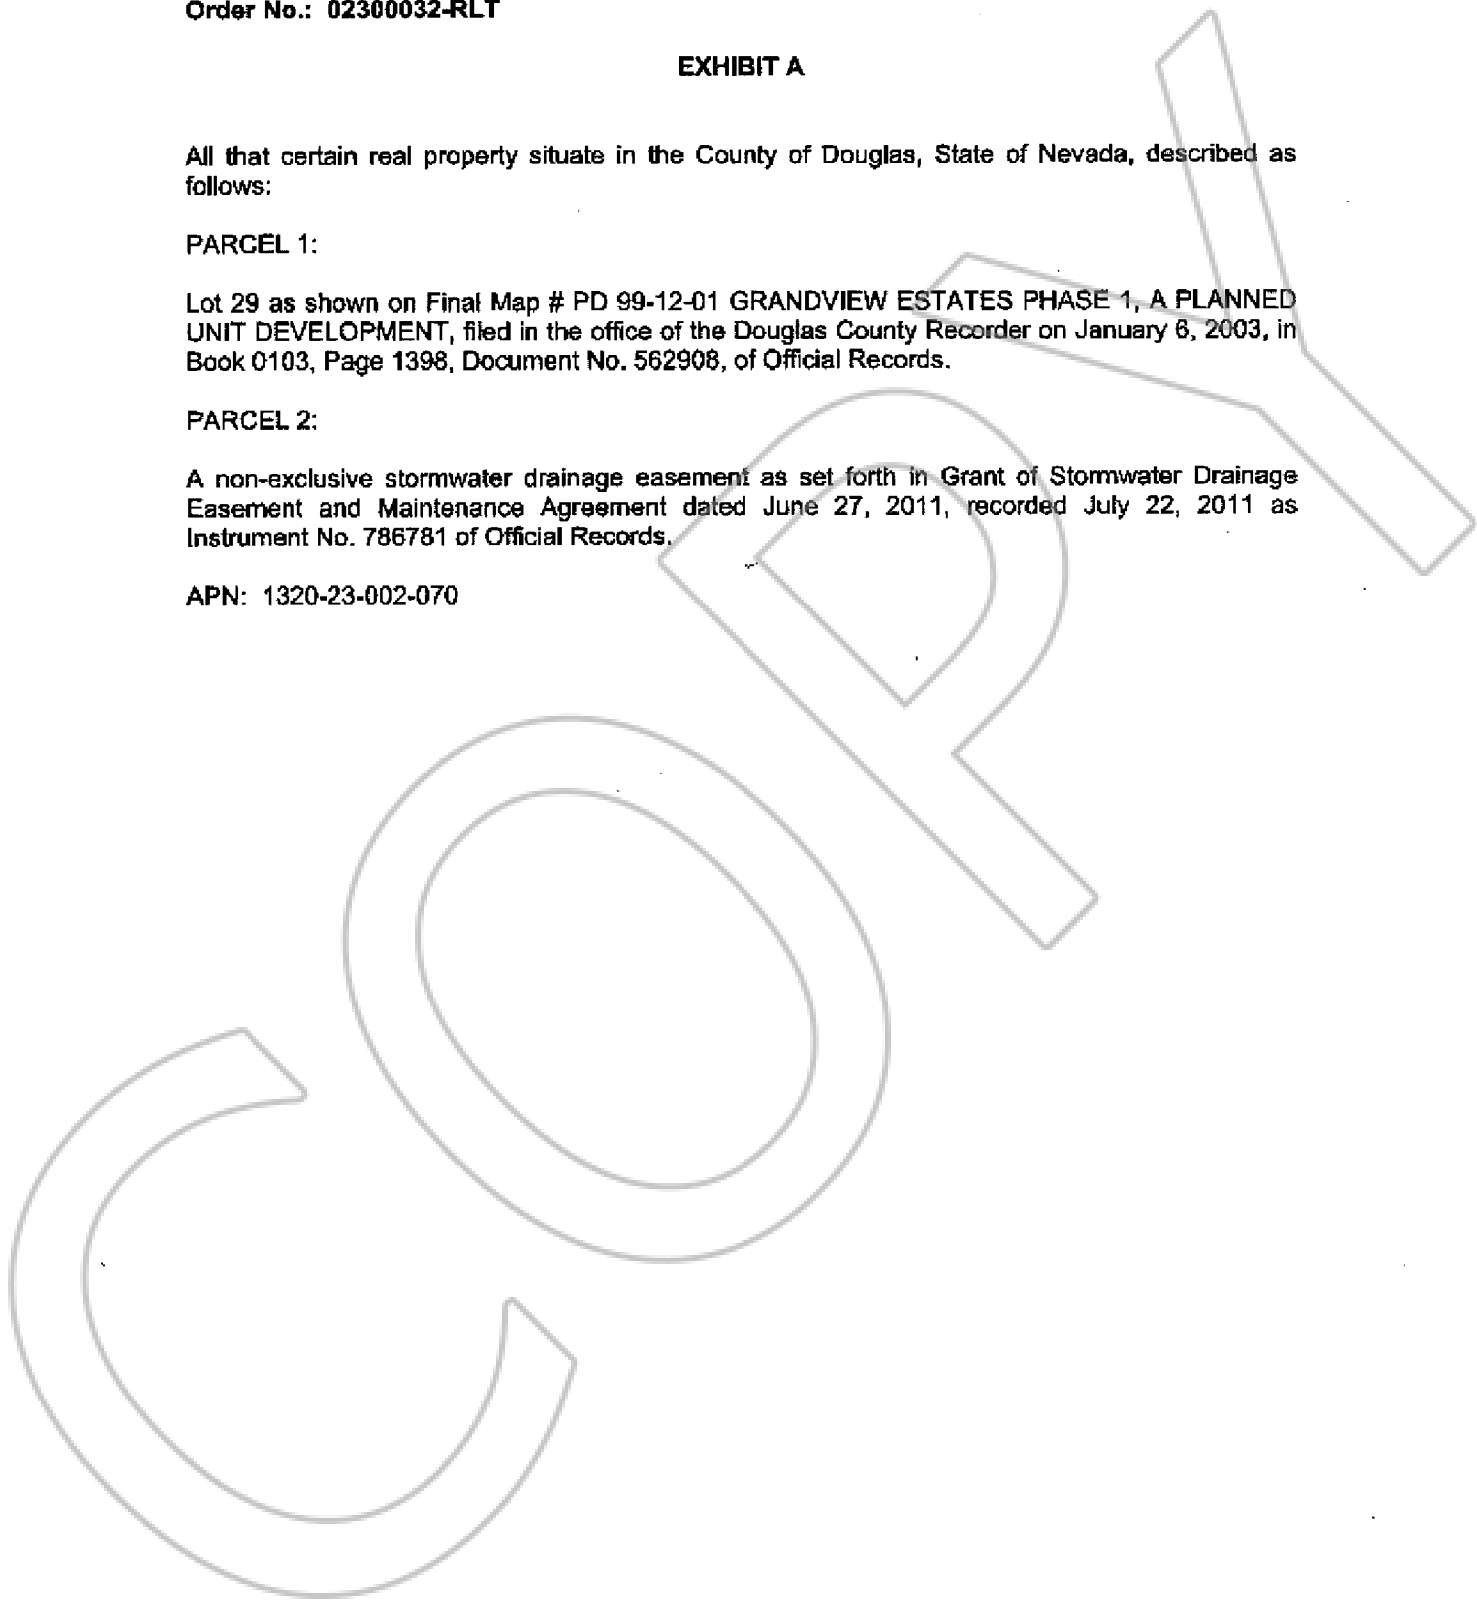 Order No.: 02300032-RLT
EXHIBIT A
All that certain real property situate in the County of Douglas, State of Nevada, described as
follows:
PARCEL 1:
Lot 29 as shown on Final Map # PD 99-12-01 GRANDVIEW ESTATES PHASE 1, A PLANNED
UNIT DEVELOPMENT, filed in the office of the Douglas County Recorder on January 6, 2003, in
Book 0103, Page 1398, Document No. 562908, of Official Records.
PARCEL 2:
A non-exclusive stormwater drainage easement as set forth in Grant of Stormwater Drainage
Easement and Maintenance Agreement dated June 27, 2011, recorded July 22, 2011 as
Instrument No. 786781 of Official Records.
APN: 1320-23-002-070
COPY